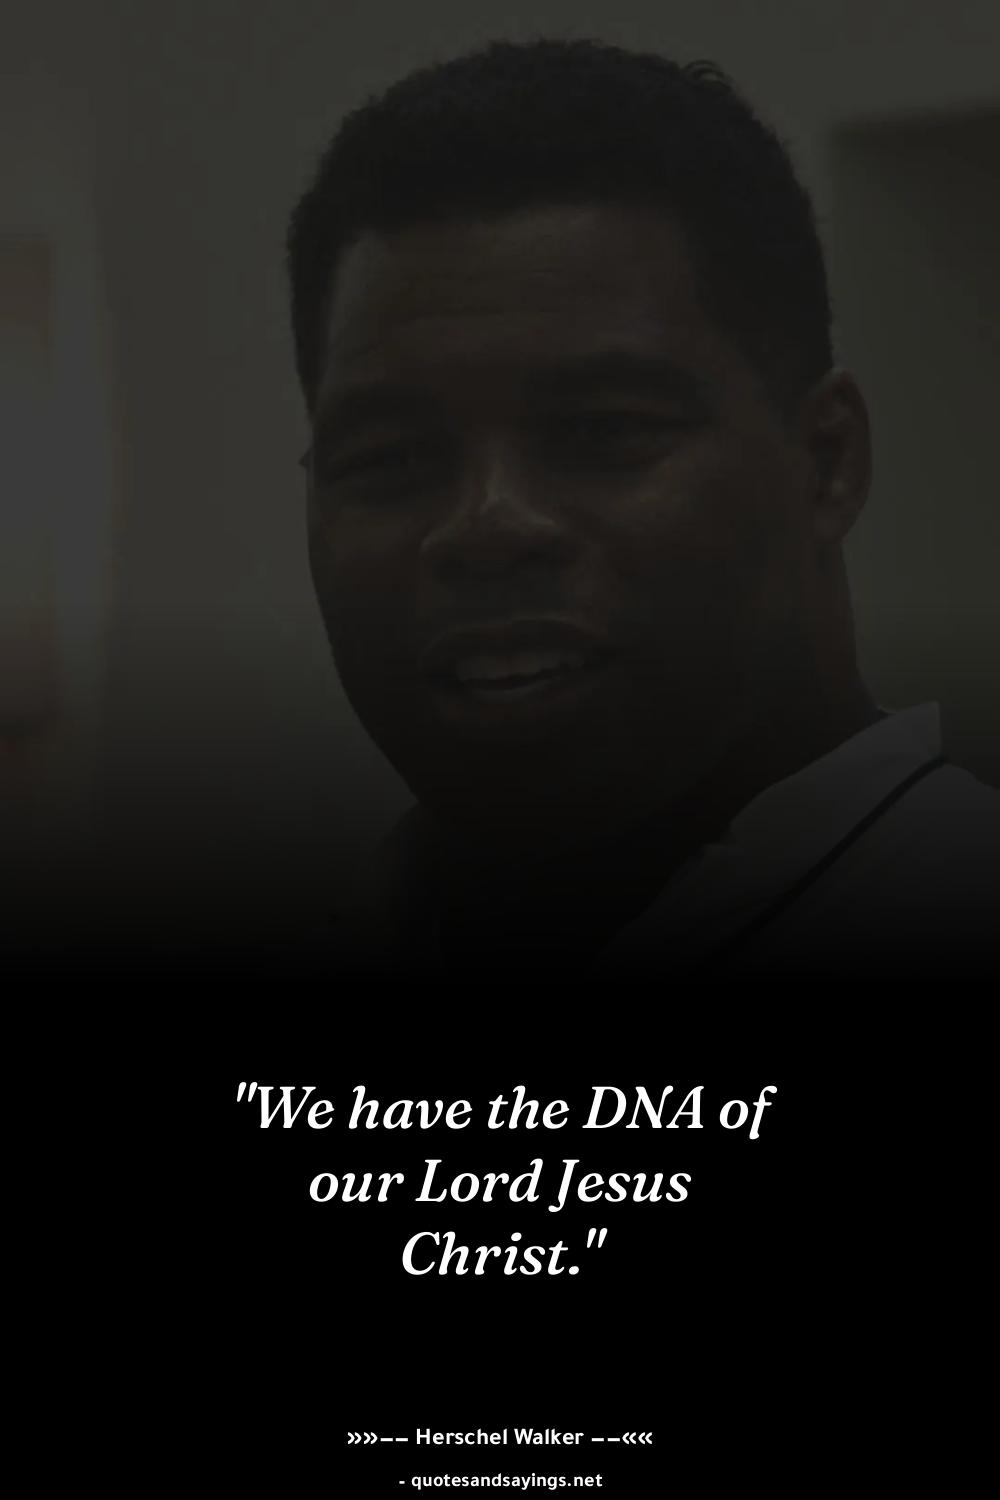 "We have the DNA of
our Lord Jesus
Christ."
»»–– Herschel Walker ––««
- quotesandsayings.net